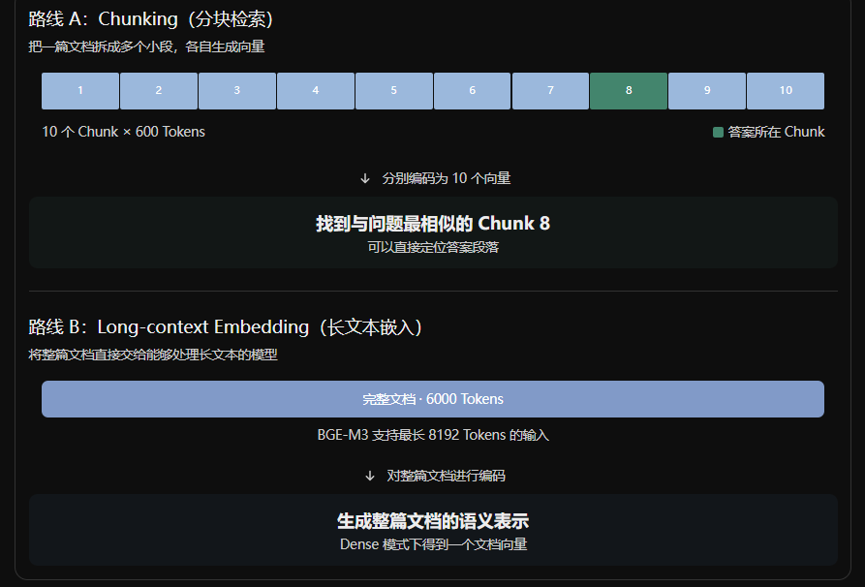 路线 A：Chunking（分块检索）
把一篇文档拆成多个小段，各自生成向量
1 2 3 4 5 6 7 8 9 10
10 个 Chunk × 600 Tokens 答案所在 Chunk
↓ 分别编码为 10 个向量
找到与问题最相似的 Chunk 8
可以直接定位答案段落
路线 B：Long-context Embedding（长文本嵌入）
将整篇文档直接交给能够处理长文本的模型
完整文档 · 6000 Tokens
BGE-M3 支持最长 8192 Tokens 的输入
↓ 对整篇文档进行编码
生成整篇文档的语义表示
Dense 模式下得到一个文档向量